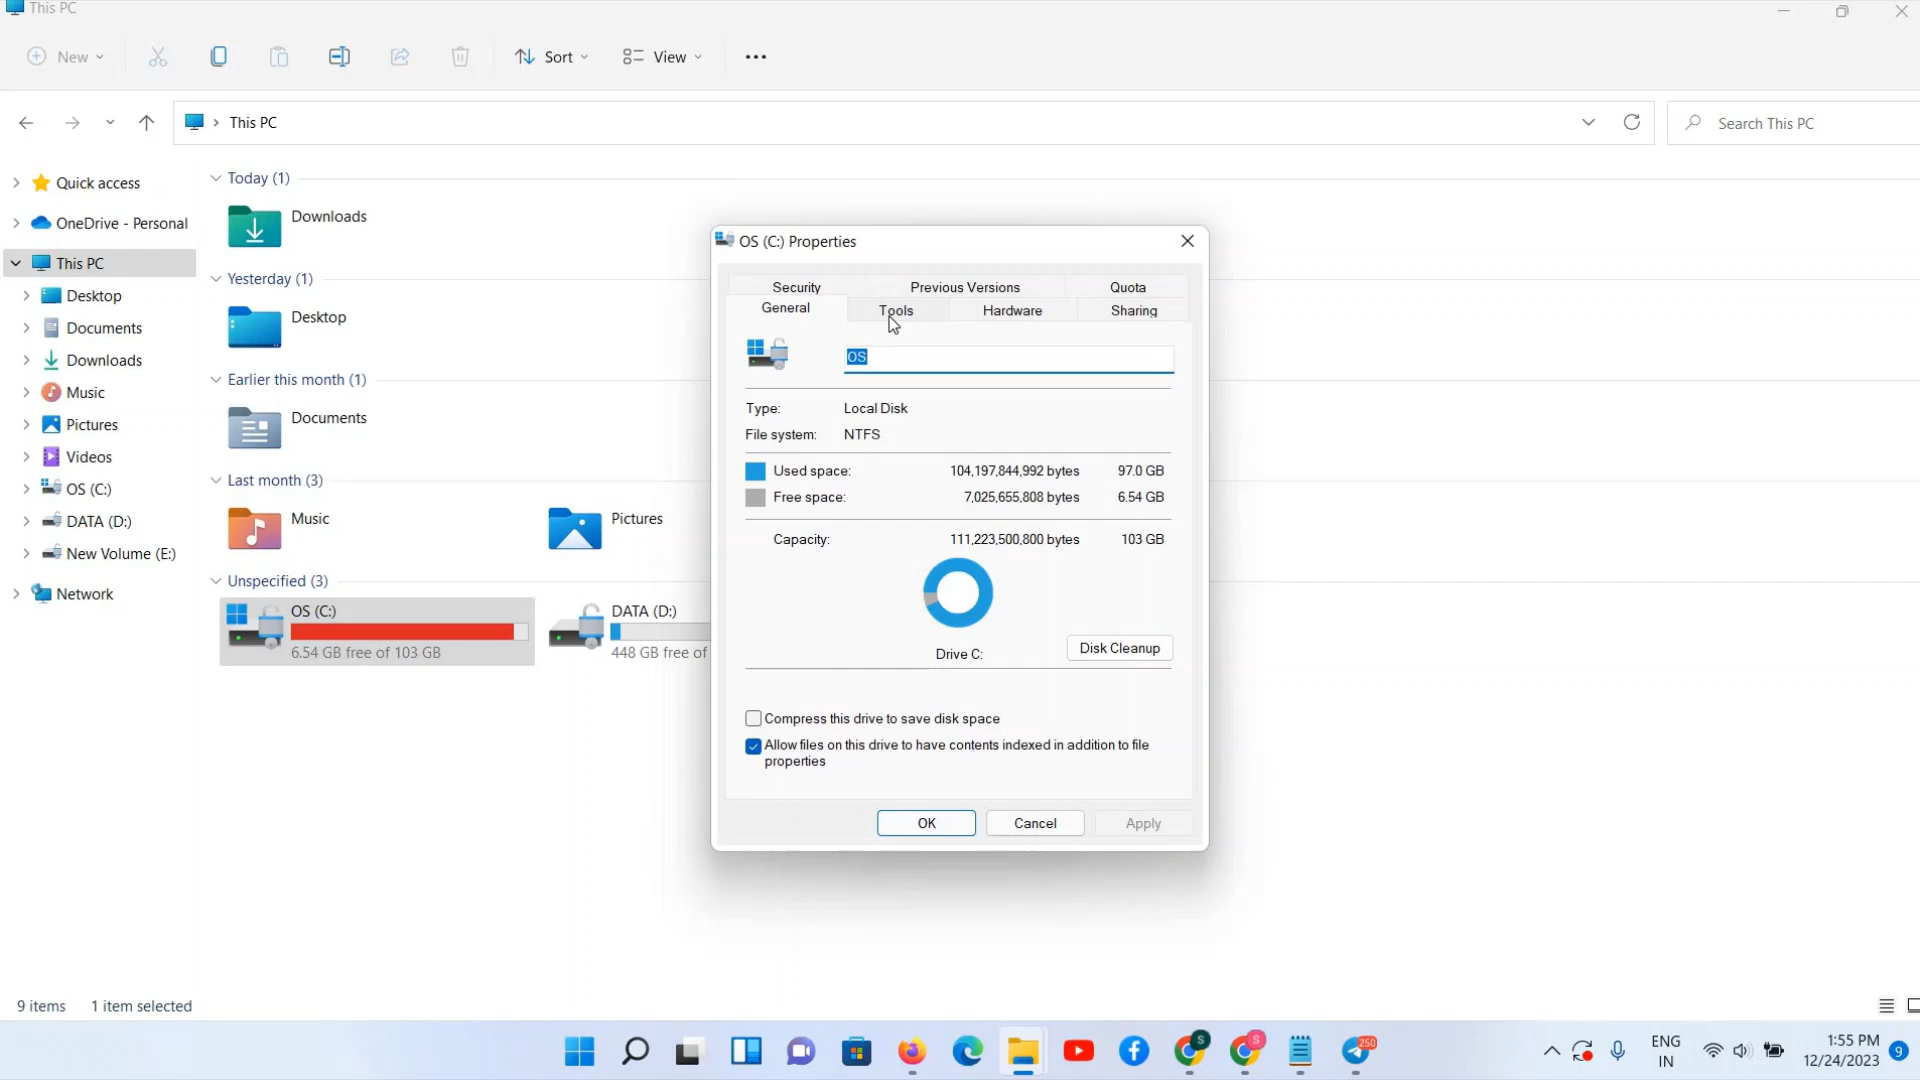 This PC
New
Sort
View
This PC
Search This PC
Quick access
OneDrive - Personal
This PC
Desktop
Documents
Downloads
Music
Pictures
Videos
OS (C:)
DATA (D:)
New Volume (E:)
Network
Today (1)
Downloads
Yesterday (1)
Desktop
Earlier this month (1)
Documents
Last month (3)
Music
Pictures
Unspecified (3)
OS (C:)
6.54 GB free of 103 GB
DATA (D:)
448 GB free of
OS (C:) Properties
Security Previous Versions Quota
General Tools Hardware Sharing
OS
Type: Local Disk
File system: NTFS
Used space: 104,197,844,992 bytes 97.0 GB
Free space: 7,025,655,808 bytes 6.54 GB
Capacity: 111,223,500,800 bytes 103 GB
Drive C:
Disk Cleanup
Compress this drive to save disk space
Allow files on this drive to have contents indexed in addition to file
properties
OK Cancel Apply
9 items 1 item selected
S
S
250
ENG
IN
1:55 PM
12/24/2023
9